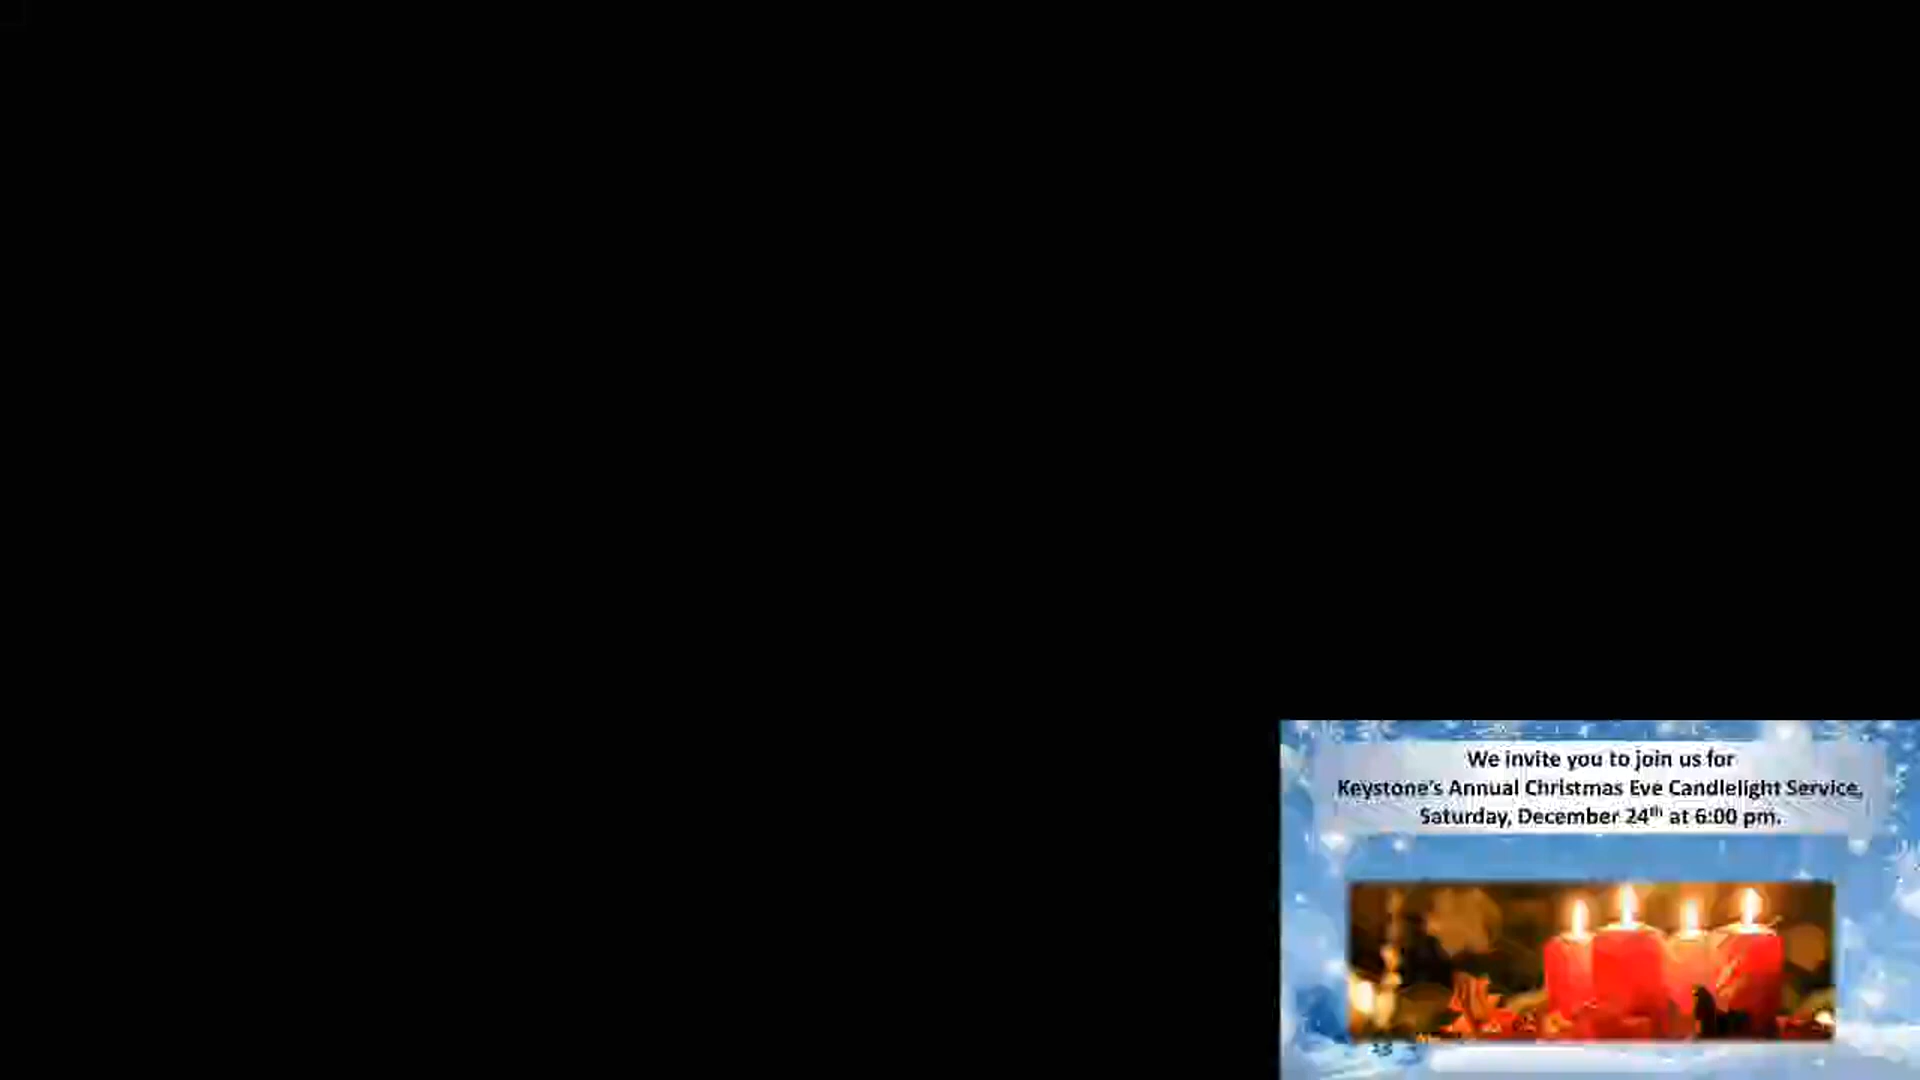 We invite you to join us for
Keystone's Annual Christmas Eve Candlelight Service,
Saturday, December 24th at 6:00 pm.